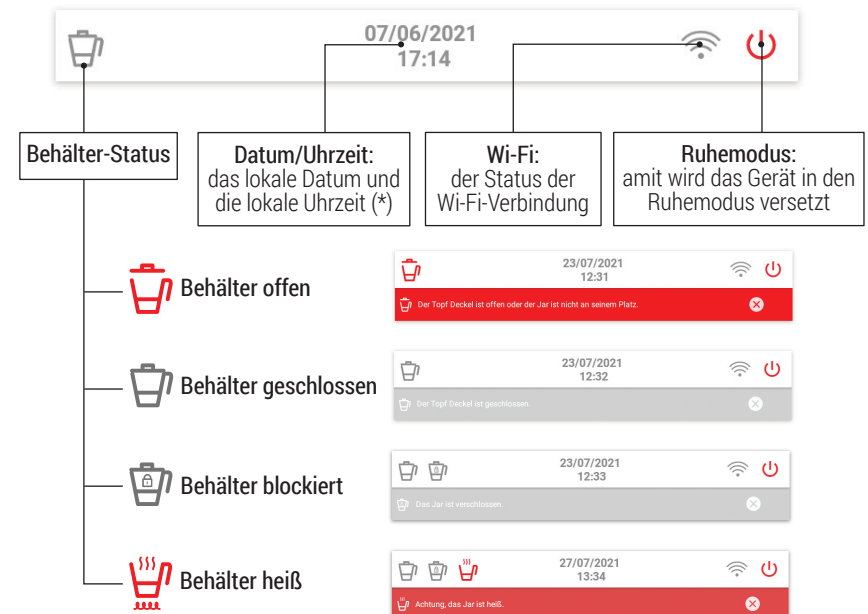 07/06/2021
17:14
Behälter-Status
Datum/Uhrzeit:
das lokale Datum und
die lokale Uhrzeit (*)
Wi-Fi:
der Status der
Wi-Fi-Verbindung
Ruhemodus:
amit wird das Gerät in den
Ruhemodus versetzt
Behälter offen
23/07/2021
12:31
Der Topf Deckel ist offen oder der Jar ist nicht an seinem Platz.
Behälter geschlossen
23/07/2021
12:32
Der Topf Deckel ist geschlossen.
Behälter blockiert
23/07/2021
12:33
Das Jar ist verschlossen.
Behälter heiß
27/07/2021
13:34
Achtung, das Jar ist heiß.